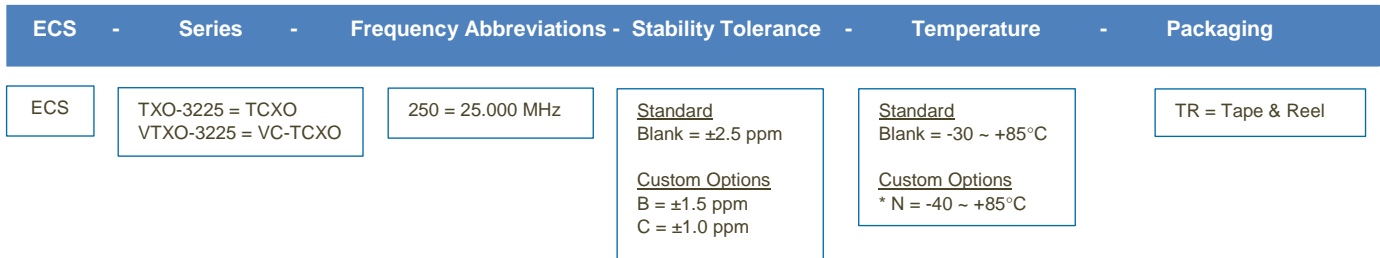 ECS - Series - Frequency Abbreviations - Stability Tolerance - Temperature - Packaging
ECS
TXO-3225 = TCXO
VTXO-3225 = VC-TCXO
250 = 25.000 MHz
Standard
Blank = ±2.5 ppm
Custom Options
B = ±1.5 ppm
C = ±1.0 ppm
Standard
Blank = -30 ~ +85°C
Custom Options
* N = -40 ~ +85°C
TR = Tape & Reel